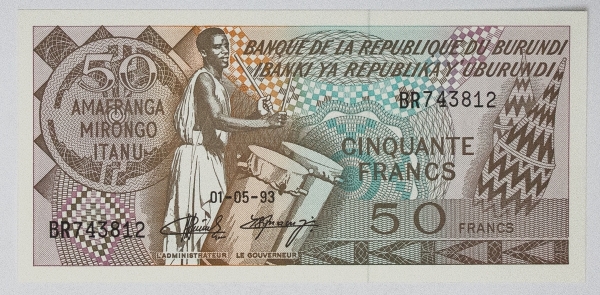 BANQUE DE LA REPUBLIQUE DU BURUNDI
IBANKI YA REPUBLIKA Y'UBURUNDI
50
AMAFRANGA
MIRONGO
ITANU
BR743812
CINQUANTE
FRANCS
01-05-93
BR743812
50 FRANCS
L'ADMINISTRATEUR LE GOUVERNEUR